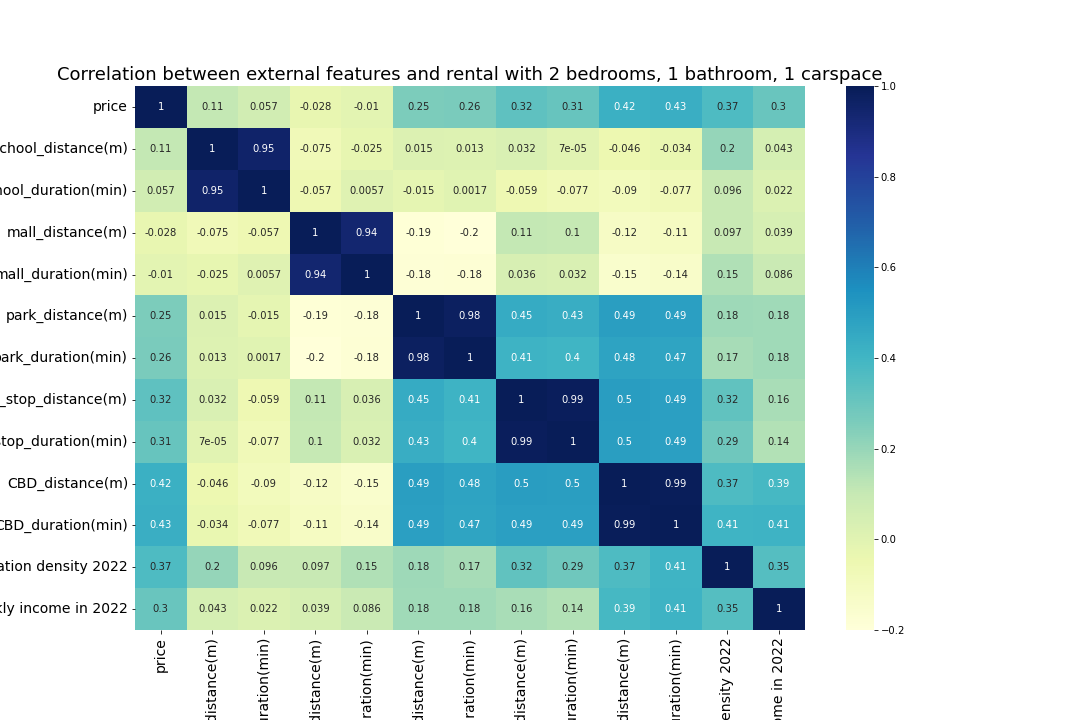 Correlation between external features and rental with 2 bedrooms, 1 bathroom, 1 carspace
price 1 0.11 0.057 -0.028 -0.01 0.25 0.26 0.32 0.31 0.42 0.43 0.37 0.3
chool_distance(m) 0.11 1 0.95 -0.075 -0.025 0.015 0.013 0.032 7e-05 -0.046 -0.034 0.2 0.043
ool_duration(min) 0.057 0.95 1 -0.057 0.0057 -0.015 0.0017 -0.059 -0.077 -0.09 -0.077 0.096 0.022
mall_distance(m) -0.028 -0.075 -0.057 1 0.94 -0.19 -0.2 0.11 0.1 -0.12 -0.11 0.097 0.039
mall_duration(min) -0.01 -0.025 0.0057 0.94 1 -0.18 -0.18 0.036 0.032 -0.15 -0.14 0.15 0.086
park_distance(m) 0.25 0.015 -0.015 -0.19 -0.18 1 0.98 0.45 0.43 0.49 0.49 0.18 0.18
ark_duration(min) 0.26 0.013 0.0017 -0.2 -0.18 0.98 1 0.41 0.4 0.48 0.47 0.17 0.18
_stop_distance(m) 0.32 0.032 -0.059 0.11 0.036 0.45 0.41 1 0.99 0.5 0.49 0.32 0.16
top_duration(min) 0.31 7e-05 -0.077 0.1 0.032 0.43 0.4 0.99 1 0.5 0.49 0.29 0.14
CBD_distance(m) 0.42 -0.046 -0.09 -0.12 -0.15 0.49 0.48 0.5 0.5 1 0.99 0.37 0.39
CBD_duration(min) 0.43 -0.034 -0.077 -0.11 -0.14 0.49 0.47 0.49 0.49 0.99 1 0.41 0.41
ation density 2022 0.37 0.2 0.096 0.097 0.15 0.18 0.17 0.32 0.29 0.37 0.41 1 0.35
kly income in 2022 0.3 0.043 0.022 0.039 0.086 0.18 0.18 0.16 0.14 0.39 0.41 0.35 1
price
distance(m)
uration(min)
distance(m)
ration(min)
distance(m)
uration(min)
distance(m)
uration(min)
distance(m)
uration(min)
ensity 2022
ome in 2022
1.0
0.8
0.6
0.4
0.2
0.0
−0.2